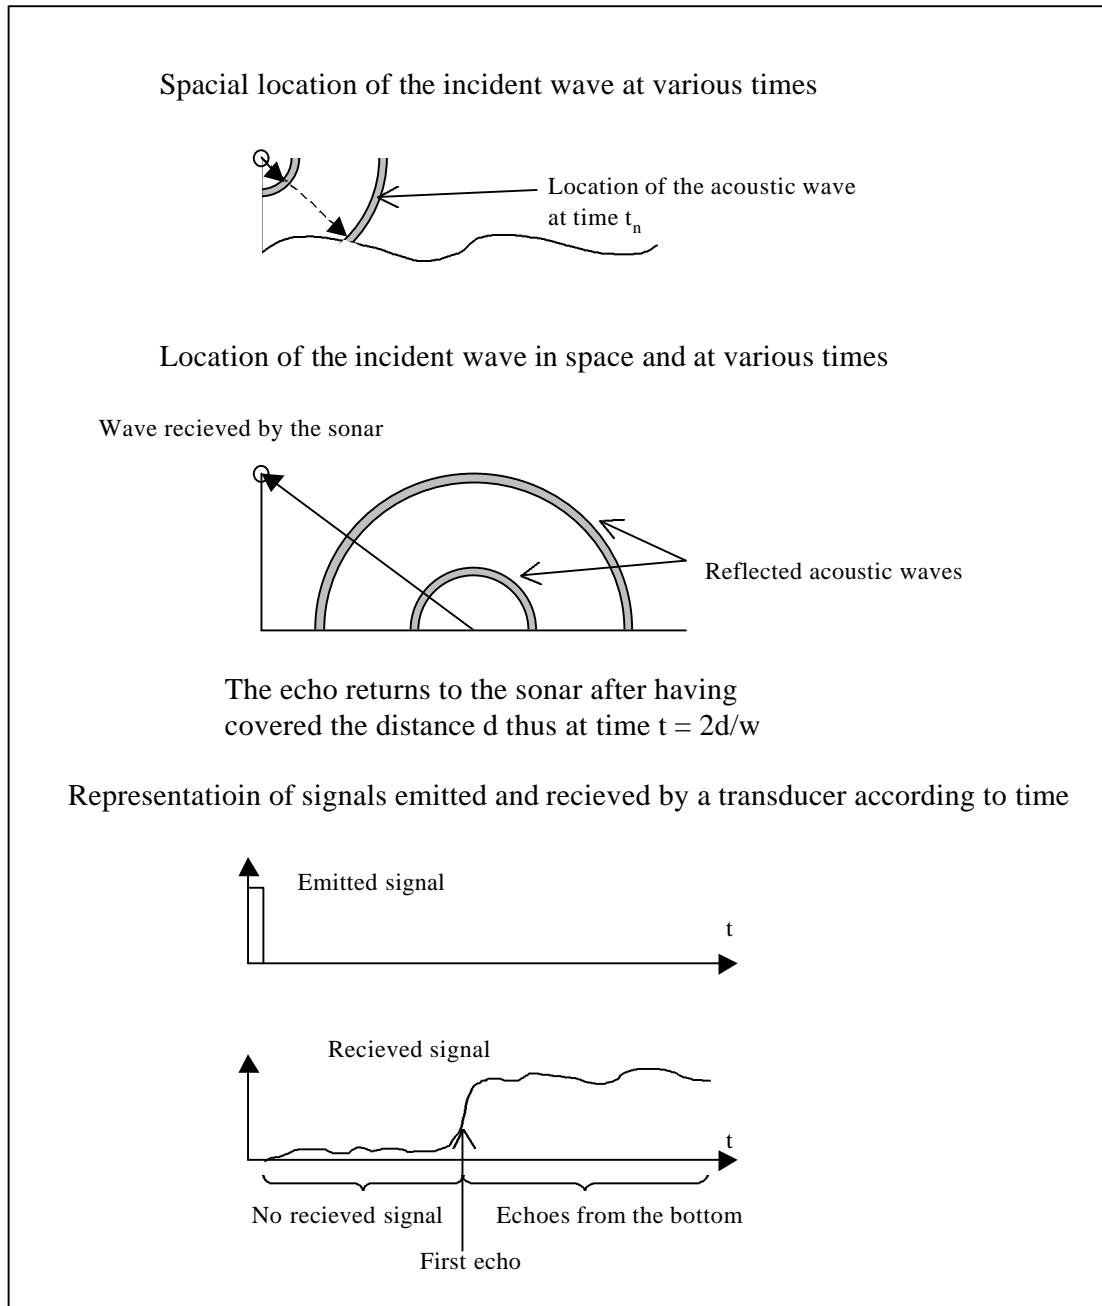 Spacial location of the incident wave at various times
Location of the acoustic wave
at time tn
Location of the incident wave in space and at various times
Wave recieved by the sonar
Reflected acoustic waves
The echo returns to the sonar after having
covered the distance d thus at time t = 2d/w
Representatioin of signals emitted and recieved by a transducer according to time
Emitted signal
t
Recieved signal
t
No recieved signal
Echoes from the bottom
First echo